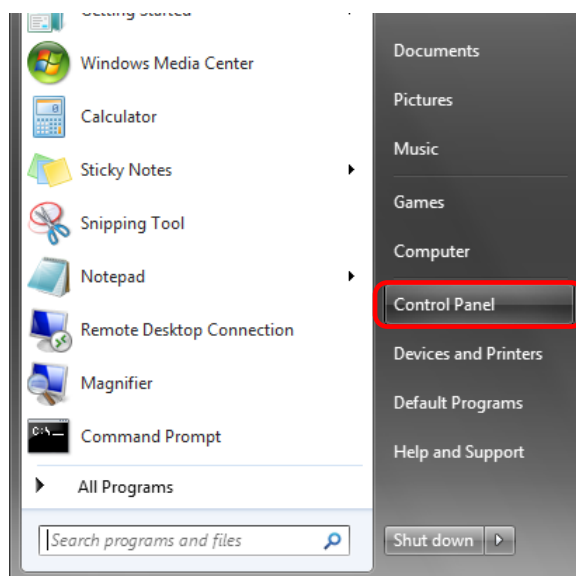 Getting Started
Windows Media Center
Calculator
Sticky Notes
Snipping Tool
Notepad
Remote Desktop Connection
Magnifier
C:\
Command Prompt
All Programs
Search programs and files
Documents
Pictures
Music
Games
Computer
Control Panel
Devices and Printers
Default Programs
Help and Support
Shut down